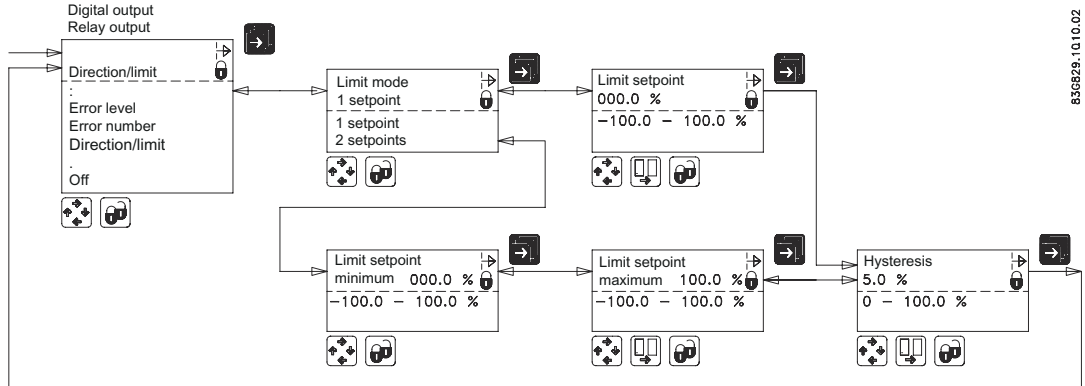 Digital output
Relay output
Direction/limit
:
Error level
Error number
Direction/limit
.
Off
Limit mode
1 setpoint
1 setpoint
2 setpoints
Limit setpoint
000.0 %
-100.0 - 100.0 %
Limit setpoint
minimum 000.0 %
-100.0 - 100.0 %
Limit setpoint
maximum 100.0 %
-100.0 - 100.0 %
Hysteresis
5.0 %
0 - 100.0 %
83G829.10.10.02